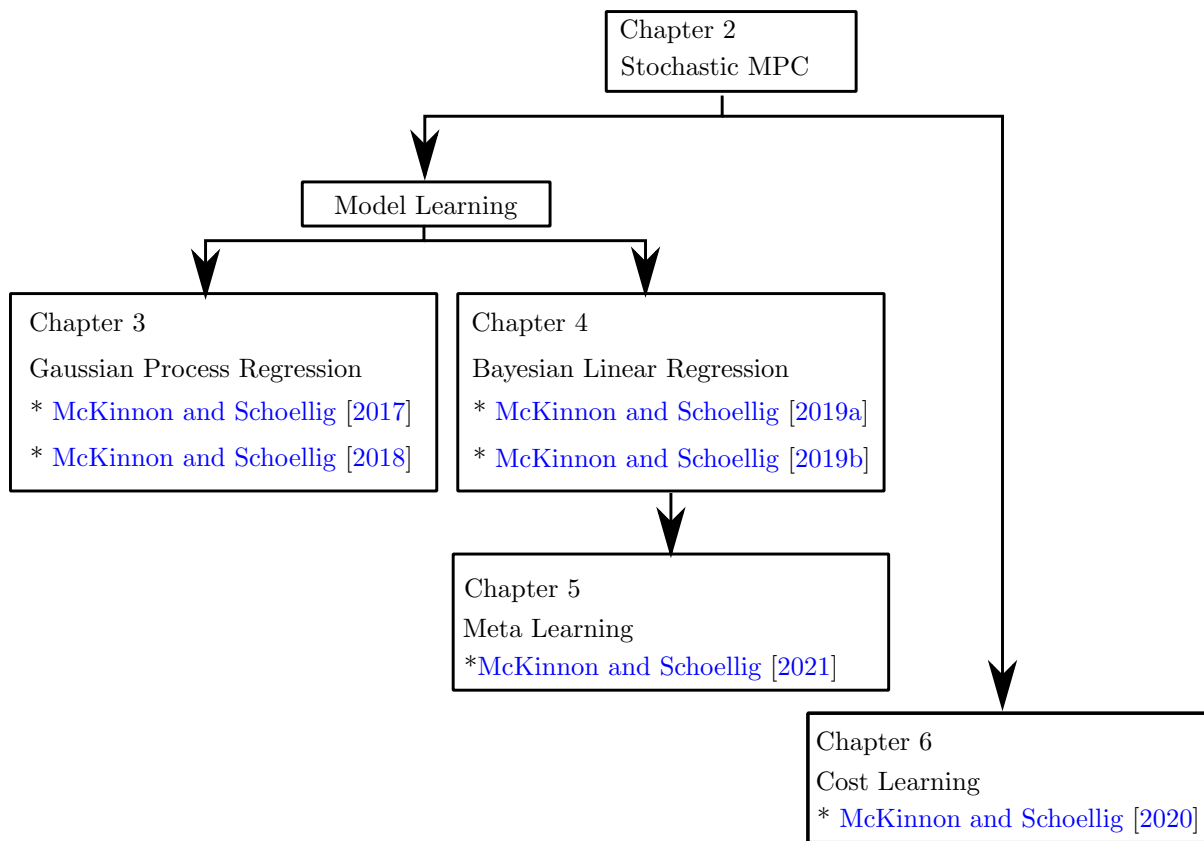 Chapter 2
Stochastic MPC
Model Learning
Chapter 3
Gaussian Process Regression
* McKinnon and Schoellig [2017]
* McKinnon and Schoellig [2018]
Chapter 4
Bayesian Linear Regression
* McKinnon and Schoellig [2019a]
* McKinnon and Schoellig [2019b]
Chapter 5
Meta Learning
*McKinnon and Schoellig [2021]
Chapter 6
Cost Learning
* McKinnon and Schoellig [2020]